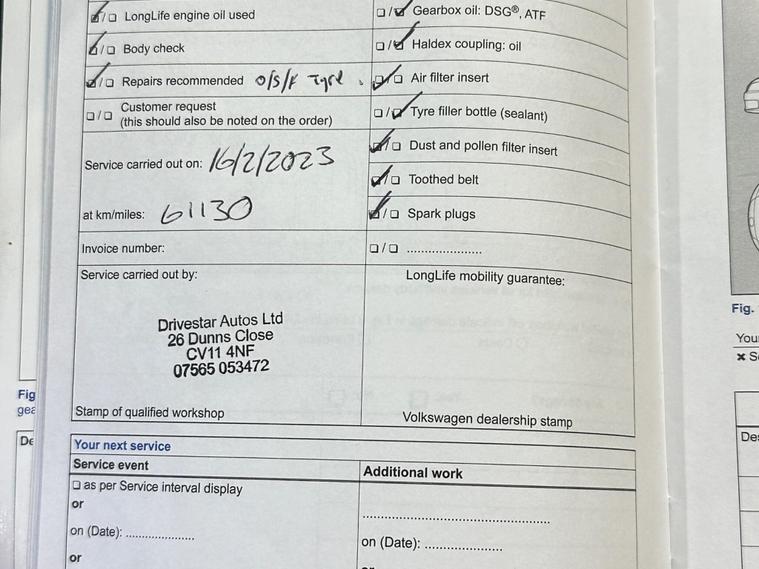 ☑/☐ LongLife engine oil used
☐/☑ Gearbox oil: DSG®, ATF
☑/☐ Body check
☐/☑ Haldex coupling: oil
☑/☐ Repairs recommended O/S/F Tyre.
☑/☐ Air filter insert
☐/☐ Customer request
(this should also be noted on the order)
☐/☑ Tyre filler bottle (sealant)
☑/☐ Dust and pollen filter insert
Service carried out on: 16/2/2023
☑/☐ Toothed belt
at km/miles: 61130
☑/☐ Spark plugs
Invoice number:
☐/☐ ......................
Service carried out by:
LongLife mobility guarantee:
Drivestar Autos Ltd
26 Dunns Close
CV11 4NF
07565 053472
Stamp of qualified workshop
Volkswagen dealership stamp
Your next service
Service event
Additional work
☐ as per Service interval display
or
on (Date): ....................
or
.......................................................
on (Date): .......................
Fig
gea
De
Fig.
You
× S
Des